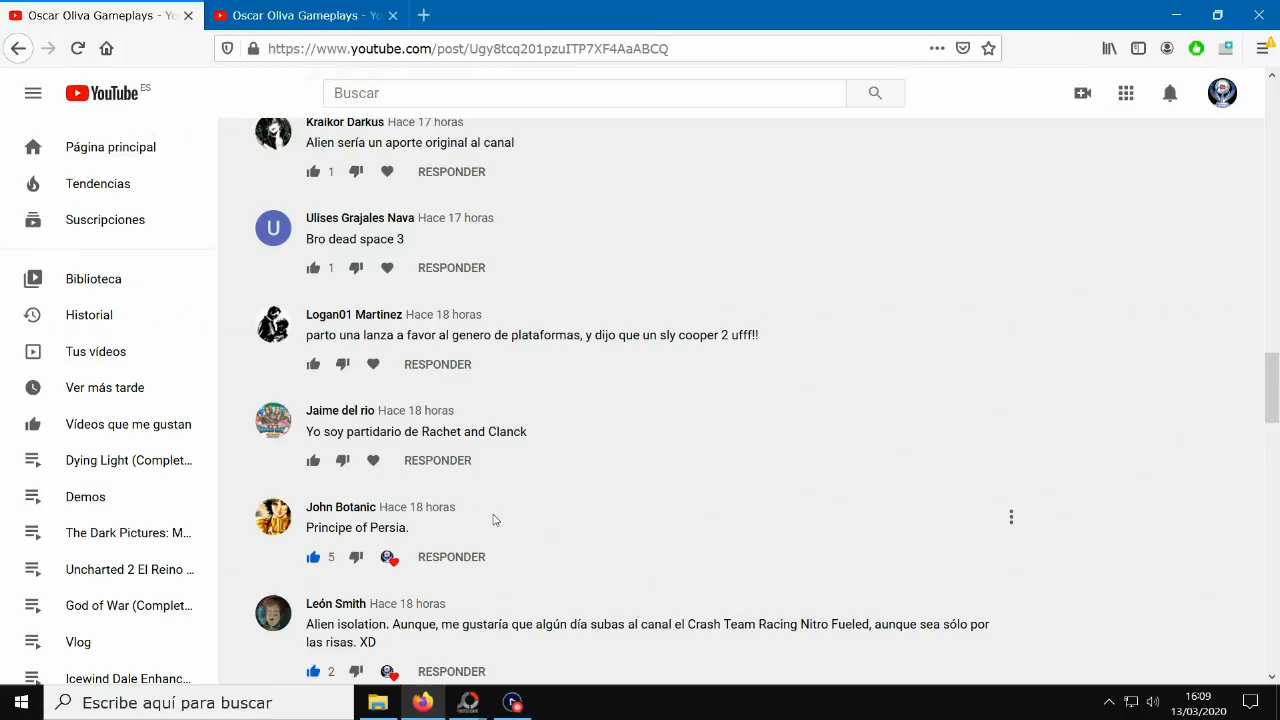 Oscar Oliva Gameplays - Yo
Oscar Oliva Gameplays - Yo
https://www.youtube.com/post/Ugy8tcq201pzuITP7XF4AaABCQ
YouTube ES
Buscar
Página principal
Tendencias
Suscripciones
Biblioteca
Historial
Tus vídeos
Ver más tarde
Vídeos que me gustan
Dying Light (Complet...
Demos
The Dark Pictures: M...
Uncharted 2 El Reino ...
God of War (Complet...
Vlog
Icewind Dale Enhanc...
Kraikor Darkus Hace 17 horas
Alien sería un aporte original al canal
1 RESPONDER
U
Ulises Grajales Nava Hace 17 horas
Bro dead space 3
1 RESPONDER
Logan01 Martinez Hace 18 horas
parto una lanza a favor al genero de plataformas, y dijo que un sly cooper 2 ufff!!
RESPONDER
Jaime del rio Hace 18 horas
Yo soy partidario de Rachet and Clanck
RESPONDER
John Botanic Hace 18 horas
Principe of Persia.
5 RESPONDER
León Smith Hace 18 horas
Alien isolation. Aunque, me gustaría que algún día subas al canal el Crash Team Racing Nitro Fueled, aunque sea sólo por
las risas. XD
2 RESPONDER
Escribe aquí para buscar
16:09
13/03/2020